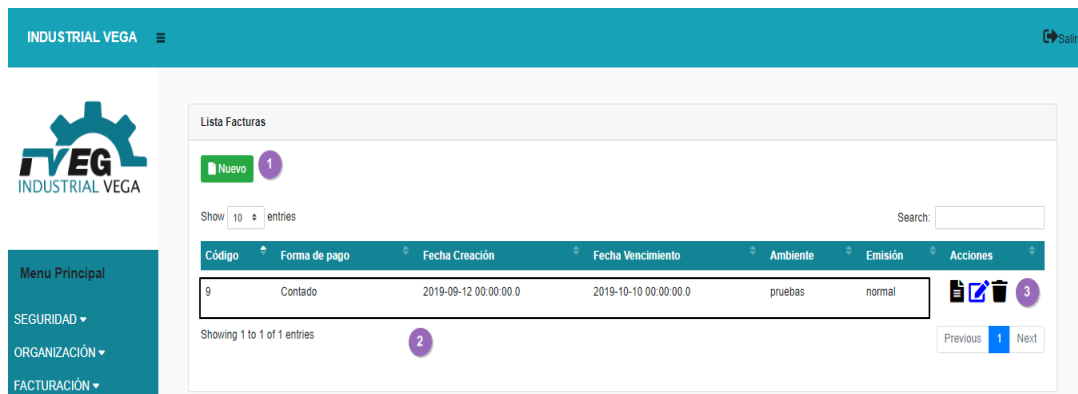 INDUSTRIAL VEGA
Salir
VEG
INDUSTRIAL VEGA
Menu Principal
SEGURIDAD
ORGANIZACIÓN
FACTURACIÓN
Lista Facturas
Nuevo 1
Show 10 entries Search:
Código Forma de pago Fecha Creación Fecha Vencimiento Ambiente Emisión Acciones
9 Contado 2019-09-12 00:00:00.0 2019-10-10 00:00:00.0 pruebas normal 3
Showing 1 to 1 of 1 entries 2 Previous 1 Next